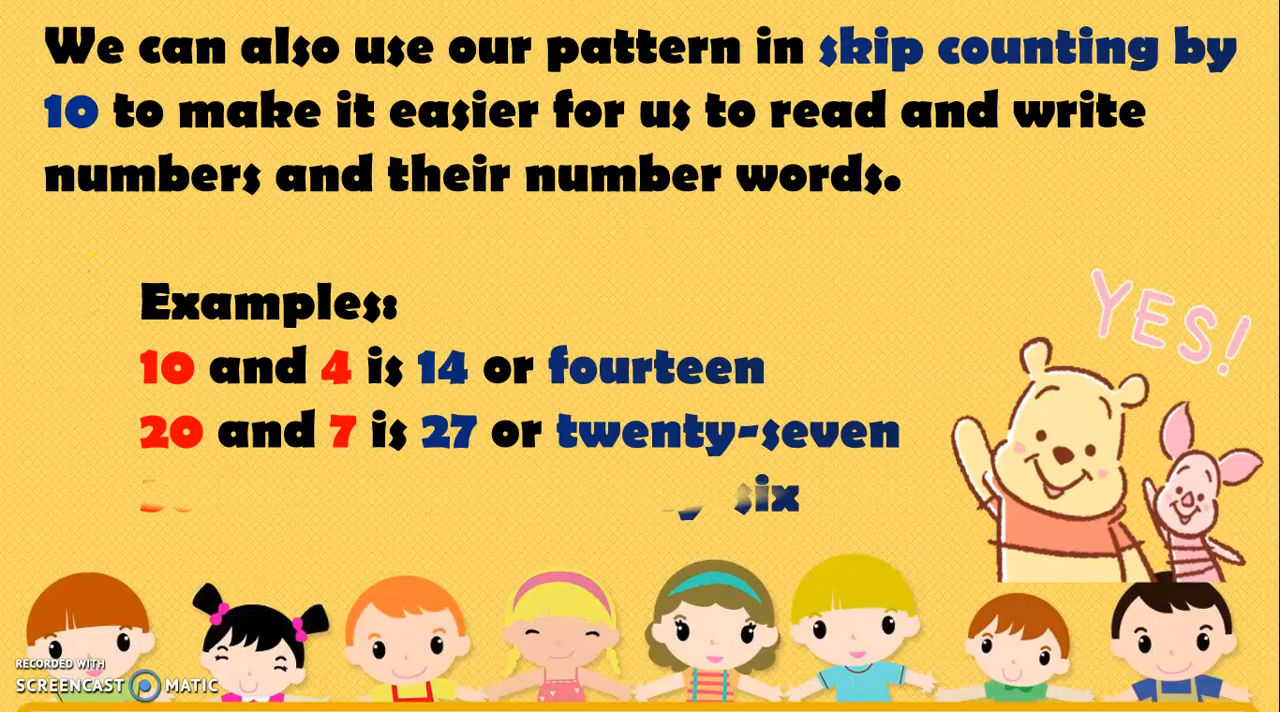 We can also use our pattern in skip counting by
10 to make it easier for us to read and write
numbers and their number words.
YES!
Examples:
10 and 4 is 14 or fourteen
20 and 7 is 27 or twenty-seven
six
RECORDED WITH
SCREENCAST MATIC